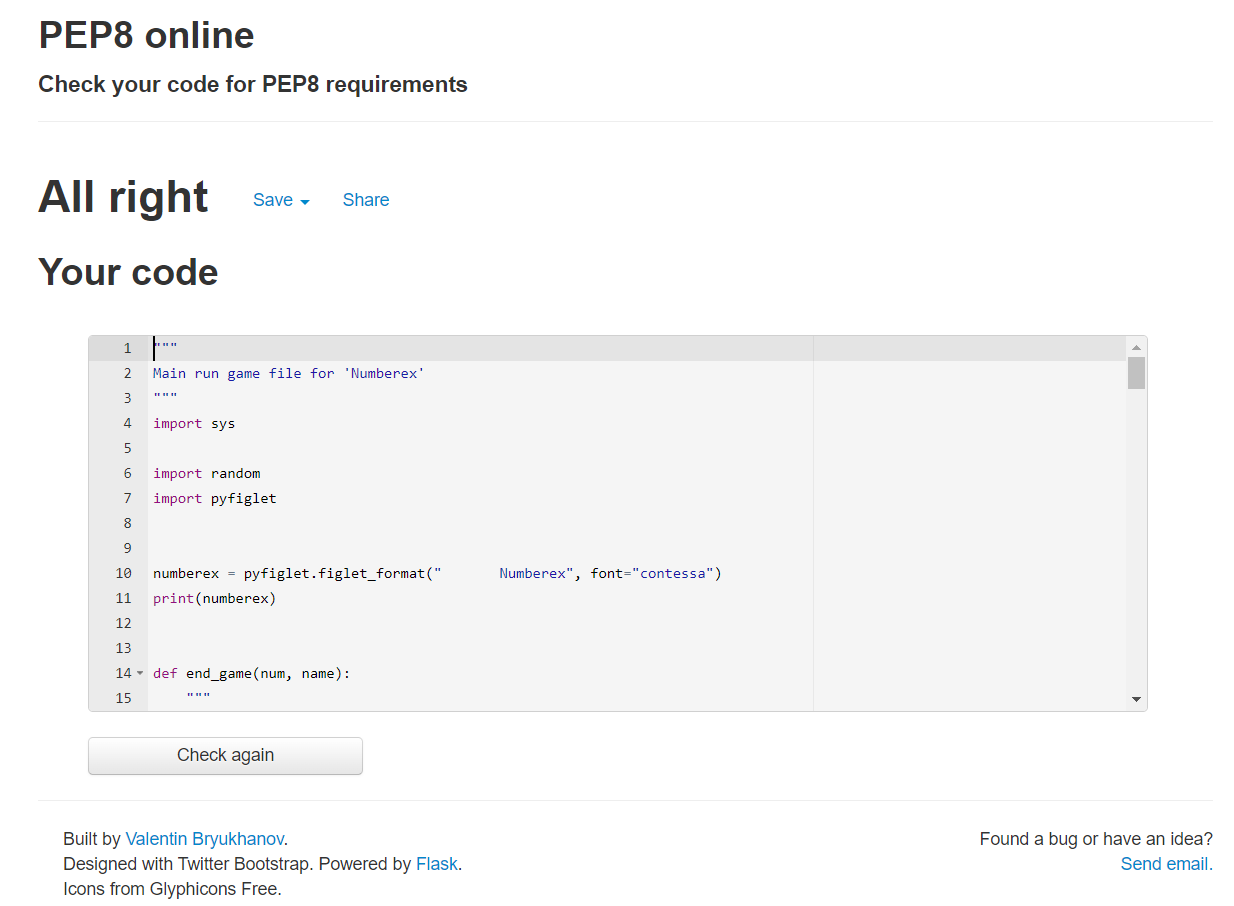 PEP8 online
Check your code for PEP8 requirements
All right Save Share
Your code
1 """
2 Main run game file for 'Numberex'
3 """
4 import sys
5
6 import random
7 import pyfiglet
8
9
10 numberex = pyfiglet.figlet_format("       Numberex", font="contessa")
11 print(numberex)
12
13
14 def end_game(num, name):
15     """
Check again
Built by Valentin Bryukhanov.
Designed with Twitter Bootstrap. Powered by Flask.
Icons from Glyphicons Free.
Found a bug or have an idea?
Send email.